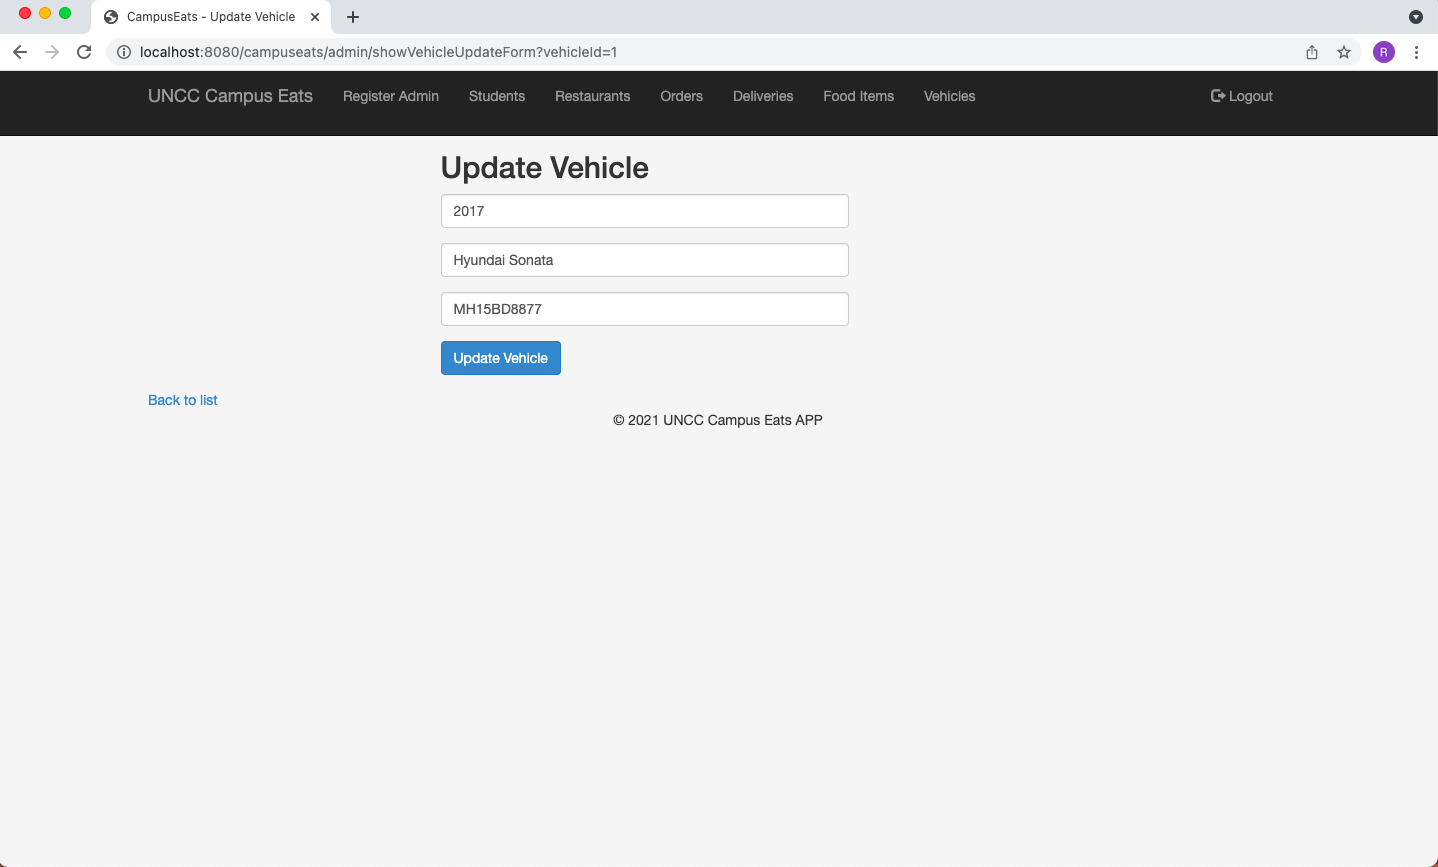 CampusEats - Update Vehicle
localhost:8080/campuseats/admin/showVehicleUpdateForm?vehicleId=1
R
UNCC Campus Eats Register Admin Students Restaurants Orders Deliveries Food Items Vehicles Logout
Update Vehicle
2017
Hyundai Sonata
MH15BD8877
Update Vehicle
Back to list
© 2021 UNCC Campus Eats APP